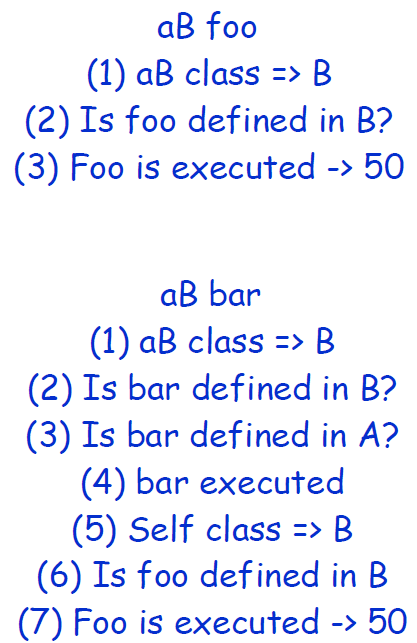 aB foo
(1) aB class => B
(2) Is foo defined in B?
(3) Foo is executed -> 50
aB bar
(1) aB class => B
(2) Is bar defined in B?
(3) Is bar defined in A?
(4) bar executed
(5) Self class => B
(6) Is foo defined in B
(7) Foo is executed -> 50